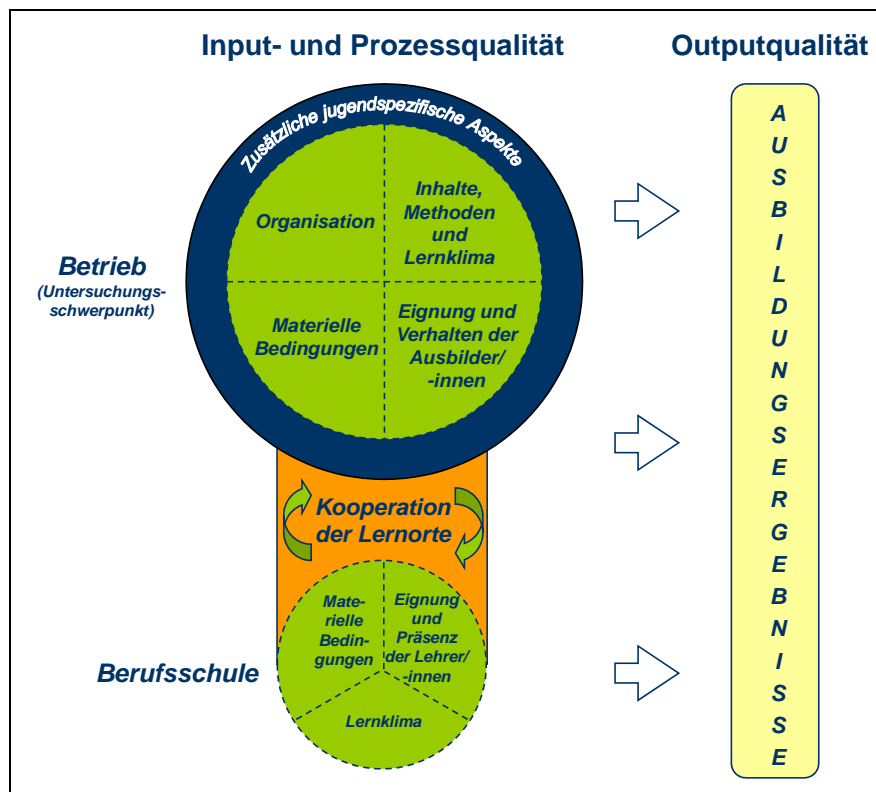 Input- und Prozessqualität
Outputqualität
Zusätzliche jugendspezifische Aspekte
Organisation
Inhalte,
Methoden
und
Lernklima
Betrieb
(Untersuchungs-
schwerpunkt)
Materielle
Bedingungen
Eignung und
Verhalten der
Ausbilder/
-innen
Kooperation
der Lernorte
Mate-
rielle
Bedin-
gungen
Eignung
und
Präsenz
der Lehrer/
-innen
Berufsschule
Lernklima
A
U
S
B
I
L
D
U
N
G
S
E
R
G
E
B
N
I
S
S
E